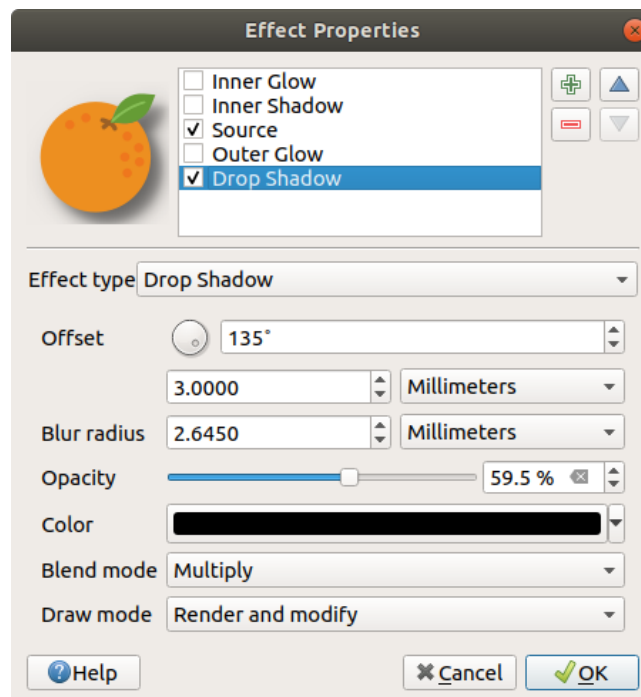 Effect Properties
Inner Glow
Inner Shadow
Source
Outer Glow
Drop Shadow
Effect type Drop Shadow
Offset 135°
3.0000 Millimeters
Blur radius 2.6450 Millimeters
Opacity 59.5 %
Color
Blend mode Multiply
Draw mode Render and modify
Help Cancel OK